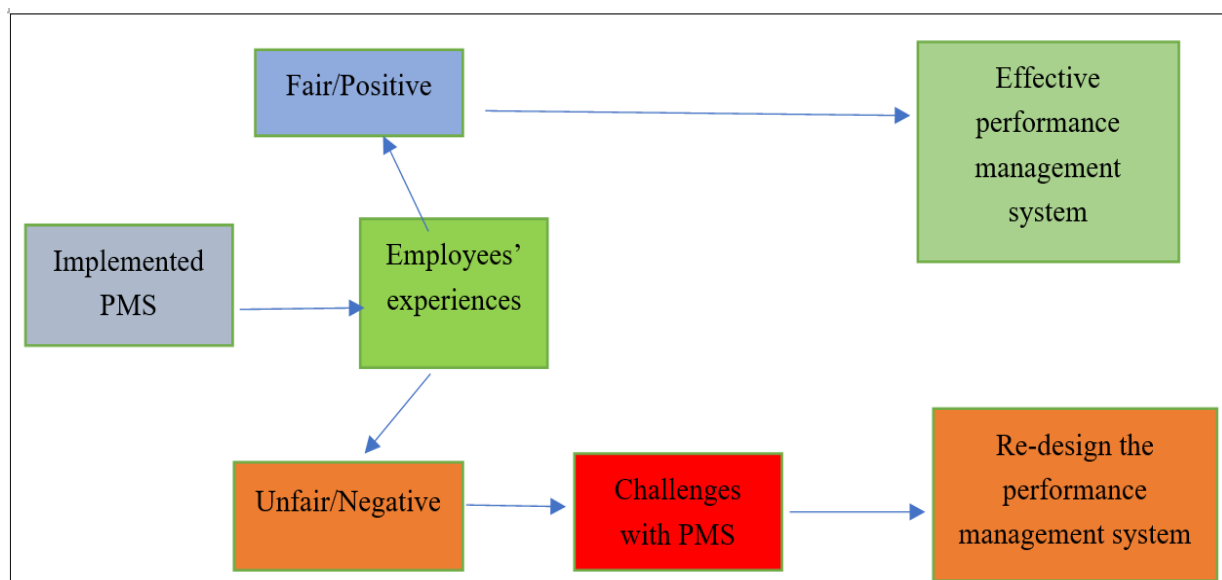 Fair/Positive
Effective
performance
management
system
Implemented
PMS
Employees’
experiences
Unfair/Negative
Challenges
with PMS
Re-design the
performance
management system